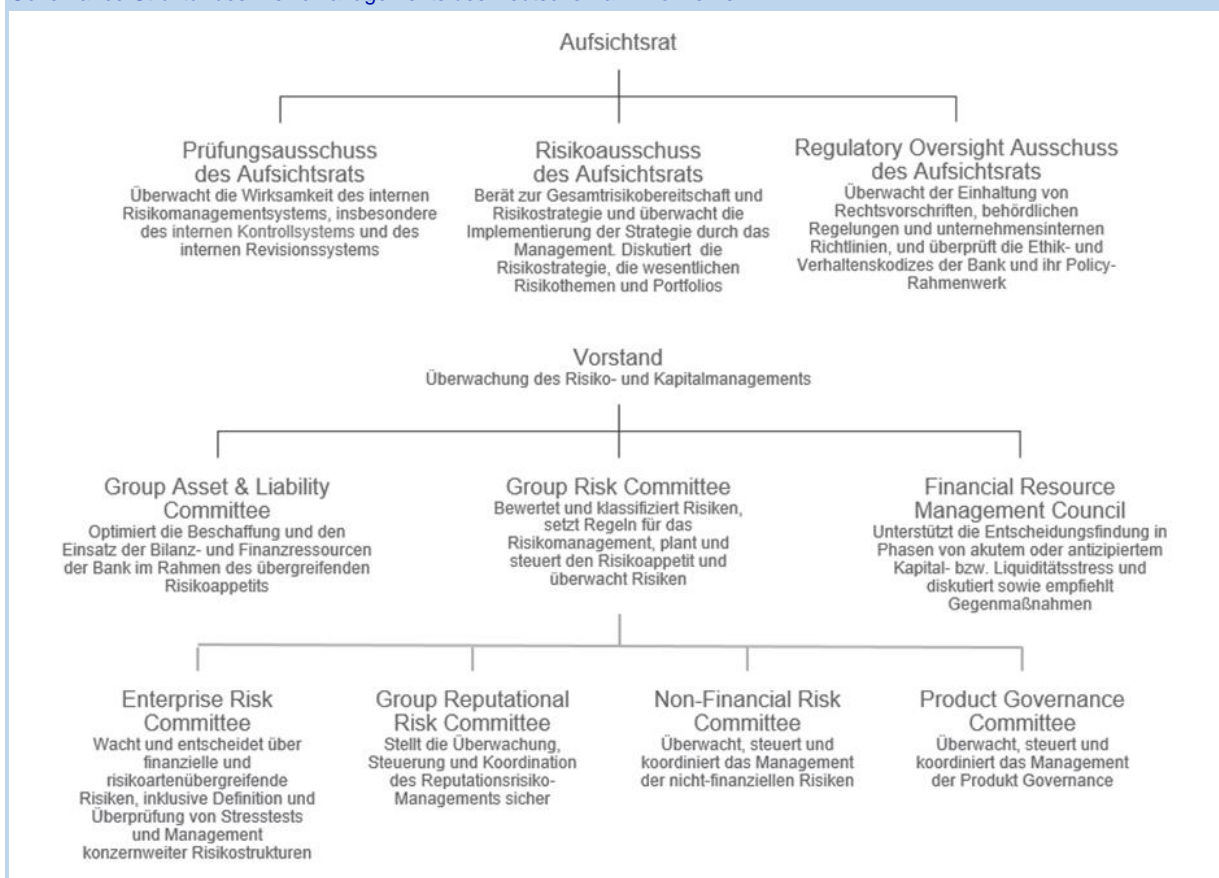 Aufsichtsrat
Prüfungsausschuss
des Aufsichtsrats
Überwacht die Wirksamkeit des internen
Risikomanagementsystems, insbesondere
des internen Kontrollsystems und des
internen Revisionssystems
Risikoausschuss
des Aufsichtsrats
Berät zur Gesamtrisikobereitschaft und
Risikostrategie und überwacht die
Implementierung der Strategie durch das
Management. Diskutiert die
Risikostrategie, die wesentlichen
Risikothemen und Portfolios
Regulatory Oversight Ausschuss
des Aufsichtsrats
Überwacht der Einhaltung von
Rechtsvorschriften, behördlichen
Regelungen und unternehmensinternen
Richtlinien, und überprüft die Ethik- und
Verhaltenskodizes der Bank und ihr Policy-
Rahmenwerk
Vorstand
Überwachung des Risiko- und Kapitalmanagements
Group Asset & Liability
Committee
Optimiert die Beschaffung und den
Einsatz der Bilanz- und Finanzressourcen
der Bank im Rahmen des übergreifenden
Risikoappetits
Group Risk Committee
Bewertet und klassifiziert Risiken,
setzt Regeln für das
Risikomanagement, plant und
steuert den Risikoappetit und
überwacht Risiken
Financial Resource
Management Council
Unterstützt die Entscheidungsfindung in
Phasen von akutem oder antizipiertem
Kapital- bzw. Liquiditätsstress und
diskutiert sowie empfiehlt
Gegenmaßnahmen
Enterprise Risk
Committee
Wacht und entscheidet über
finanzielle und
risikoartenübergreifende
Risiken, inklusive Definition und
Überprüfung von Stresstests
und Management
konzernweiter Risikostrukturen
Group Reputational
Risk Committee
Stellt die Überwachung,
Steuerung und Koordination
des Reputationsrisiko-
Managements sicher
Non-Financial Risk
Committee
Überwacht, steuert und
koordiniert das Management
der nicht-finanziellen Risiken
Product Governance
Committee
Überwacht, steuert und
koordiniert das Management
der Produkt Governance